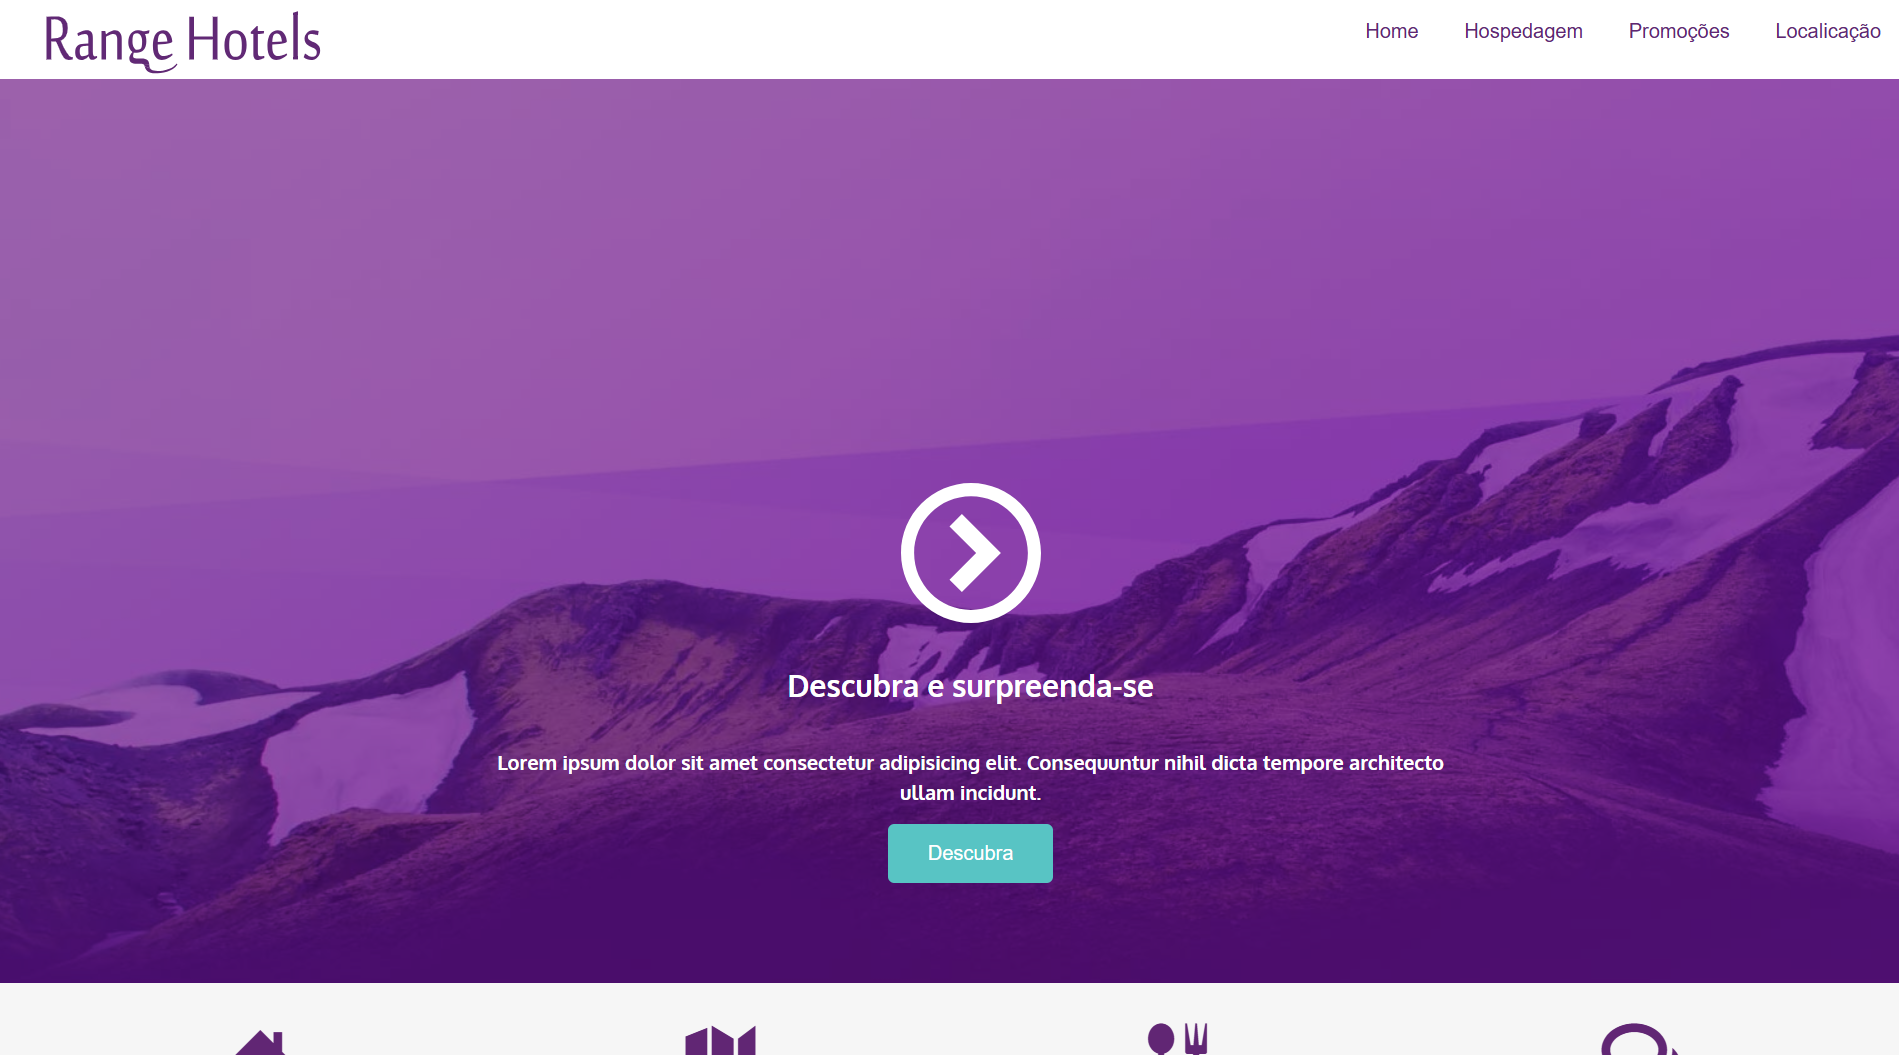 Range Hotels
Home Hospedagem Promoções Localicação
Descubra e surpreenda-se
Lorem ipsum dolor sit amet consectetur adipisicing elit. Consequuntur nihil dicta tempore architecto
ullam incidunt.
Descubra